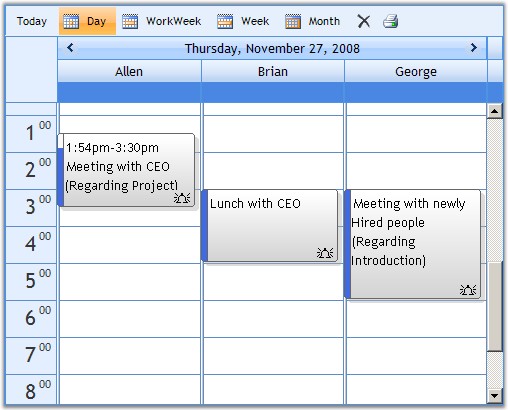 Today Day WorkWeek Week Month
Thursday, November 27, 2008
Allen Brian George
1 00
2 00
3 00
4 00
5 00
6 00
7 00
8 00
1:54pm-3:30pm
Meeting with CEO
(Regarding Project)
Lunch with CEO
Meeting with newly
Hired people
(Regarding
Introduction)